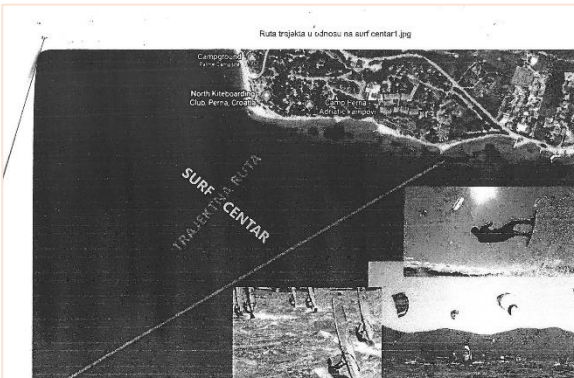 Ruta trajekta u odnosu na surf centar1.jpg
Campground
North Kiteboarding
Club, Perna, Croatia
Camp Perna -
Adriatic Kampovi
TRAJEKTNA RUTA
SURF CENTAR